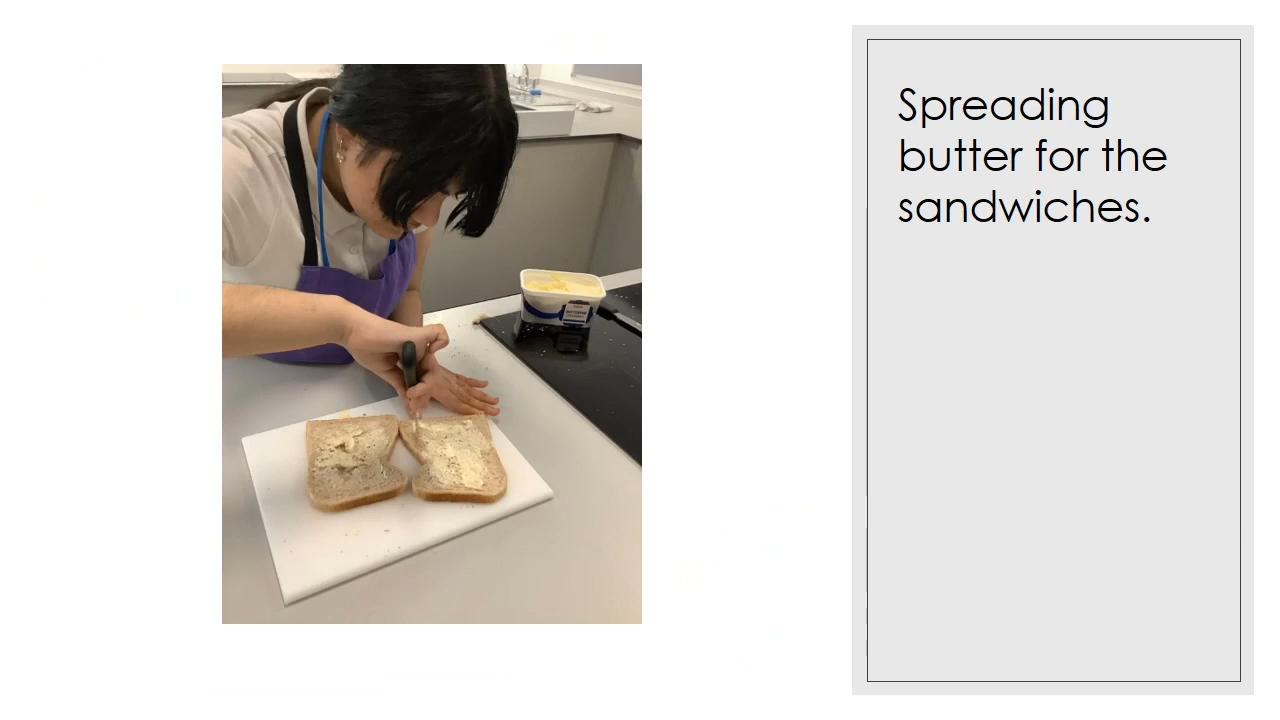 Spreading
butter for the
sandwiches.